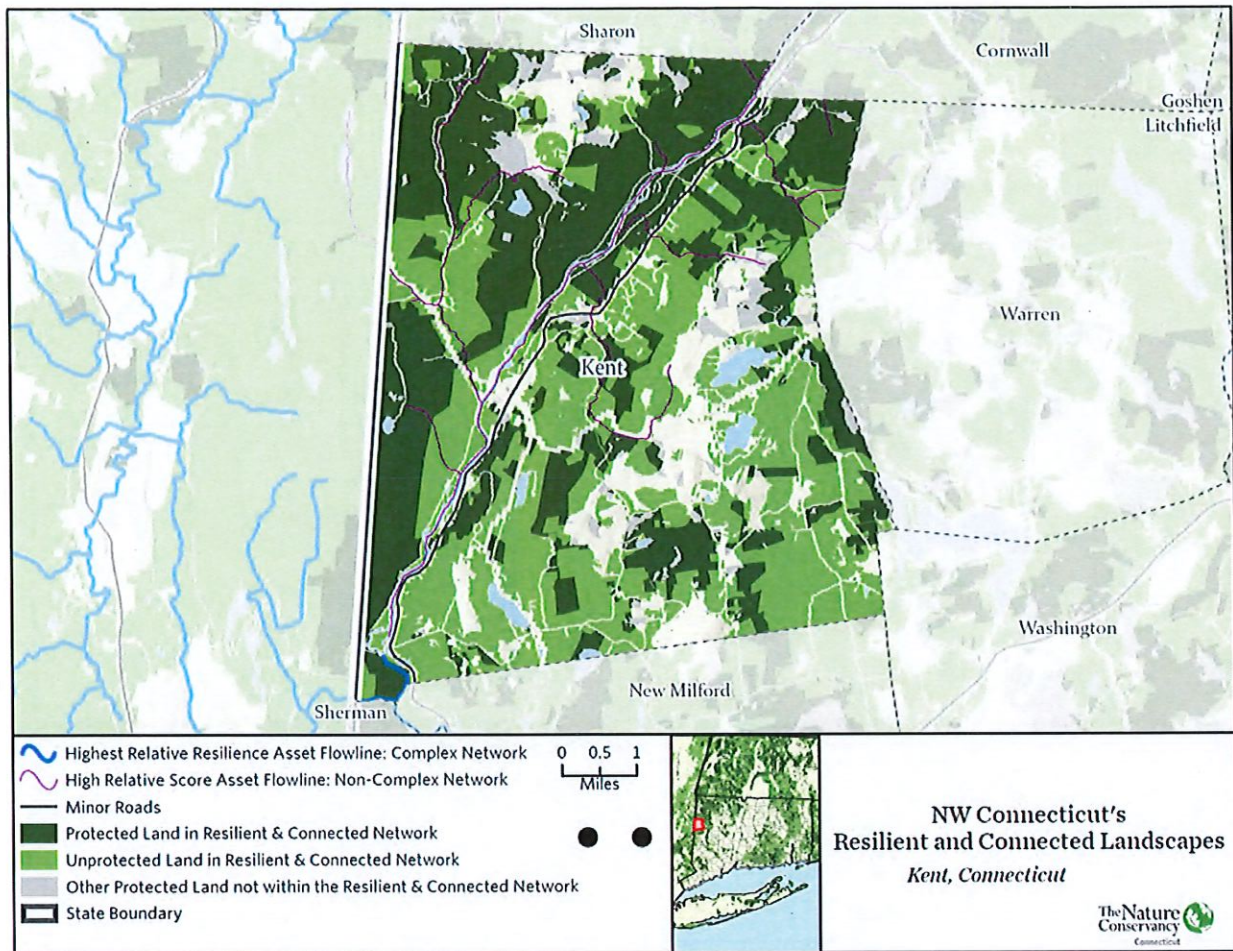 Sharon
Cornwall
Goshen
Litchfield
Warren
Kent
Washington
New Milford
Sherman
Highest Relative Resilience Asset Flowline: Complex Network
High Relative Score Asset Flowline: Non-Complex Network
Minor Roads
Protected Land in Resilient & Connected Network
Unprotected Land in Resilient & Connected Network
Other Protected Land not within the Resilient & Connected Network
State Boundary
0 0.5 1
Miles
NW Connecticut's
Resilient and Connected Landscapes
Kent, Connecticut
The Nature
Conservancy
Connecticut